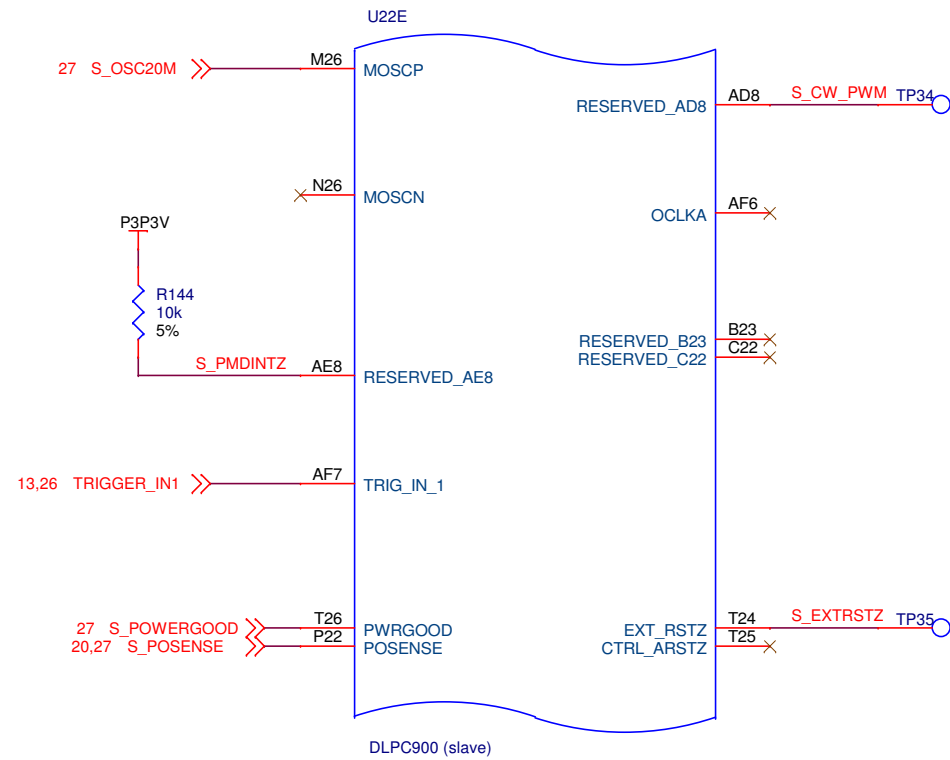 U22E
27 S_OSC20M
M26
MOSCP
RESERVED_AD8
AD8
S_CW_PWM
TP34
N26
MOSCN
OCLKA
AF6
P3P3V
R144
10k
5%
RESERVED_B23
B23
RESERVED_C22
C22
S_PMDINTZ
AE8
RESERVED_AE8
13,26 TRIGGER_IN1
AF7
TRIG_IN_1
27 S_POWERGOOD
T26
PWRGOOD
EXT_RSTZ
T24
S_EXTRSTZ
TP35
20,27 S_POSENSE
P22
POSENSE
CTRL_ARSTZ
T25
DLPC900 (slave)